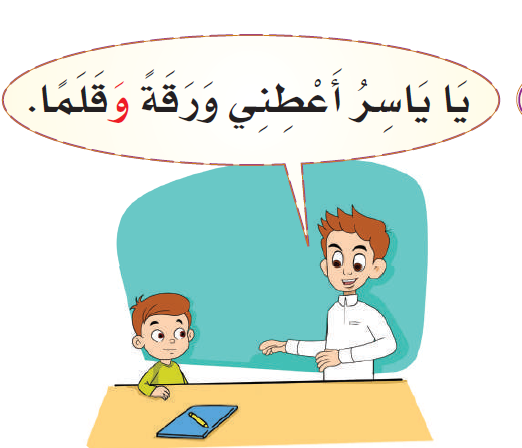 يَا يَاسِرُ أَعْطِنِي وَرَقَةً وَقَلَمًا.